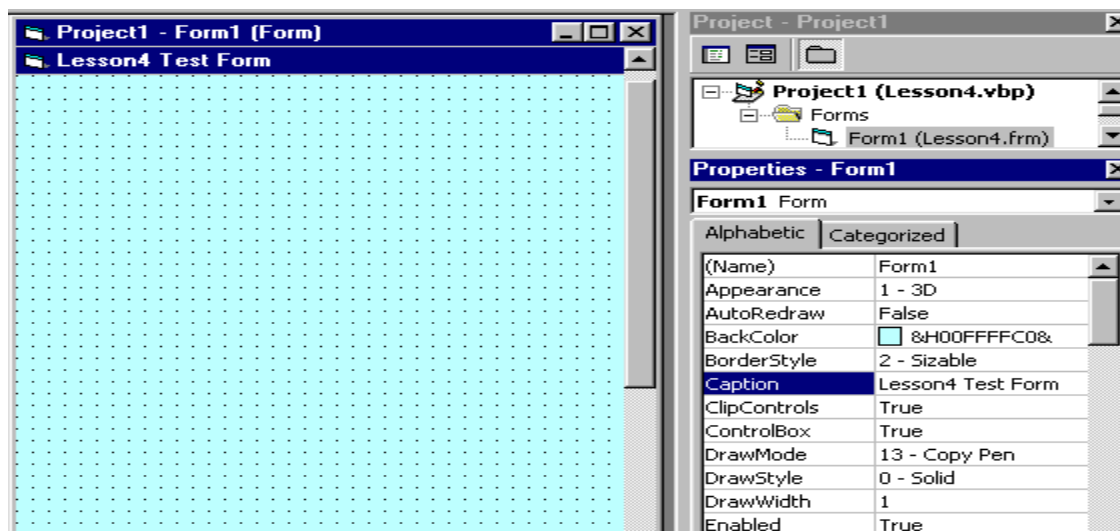 Project1 - Form1 (Form)
Lesson4 Test Form
Project - Project1
Project1 (Lesson4.vbp)
Forms
Form1 (Lesson4.frm)
Properties - Form1
Form1 Form
Alphabetic Categorized
(Name) Form1
Appearance 1 - 3D
AutoRedraw False
BackColor &H00FFFFC0&
BorderStyle 2 - Sizable
Caption Lesson4 Test Form
ClipControls True
ControlBox True
DrawMode 13 - Copy Pen
DrawStyle 0 - Solid
DrawWidth 1
Enabled True